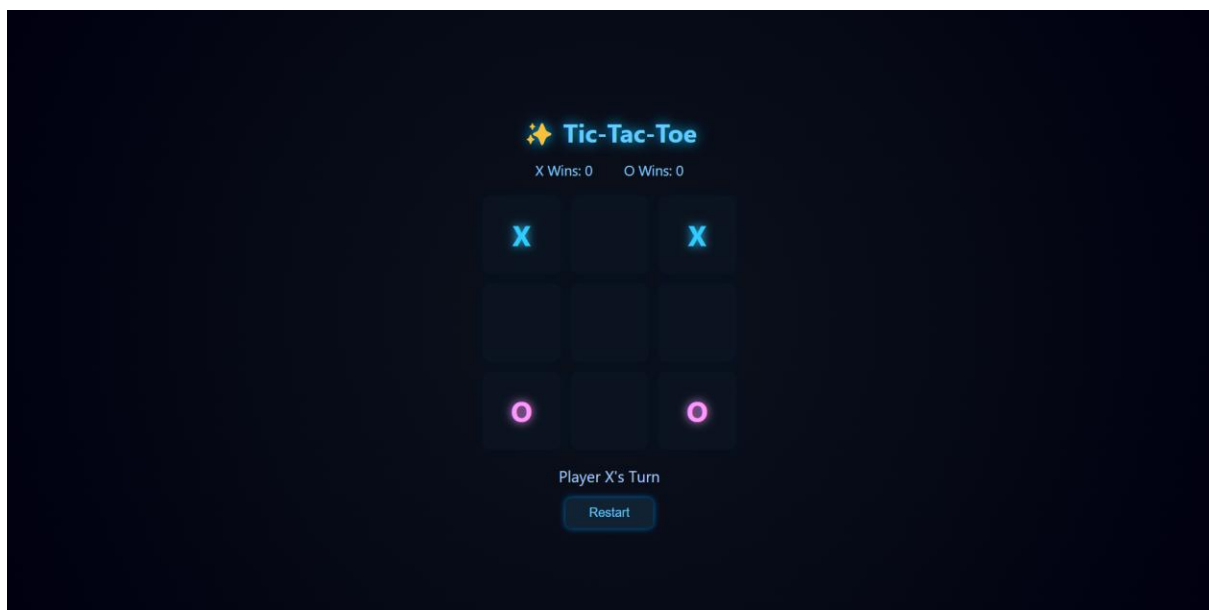 ✨ Tic-Tac-Toe
X Wins: 0 O Wins: 0
X X
O O
Player X's Turn
Restart